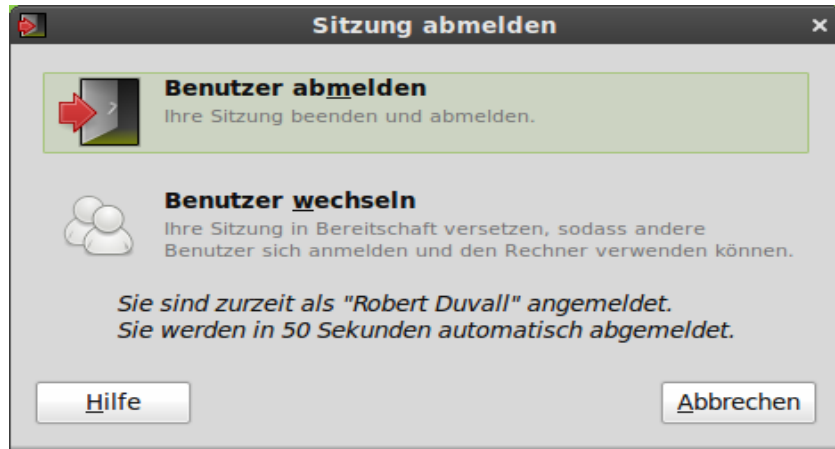 Sitzung abmelden
Benutzer abmelden
Ihre Sitzung beenden und abmelden.
Benutzer wechseln
Ihre Sitzung in Bereitschaft versetzen, sodass andere
Benutzer sich anmelden und den Rechner verwenden können.
Sie sind zurzeit als "Robert Duvall" angemeldet.
Sie werden in 50 Sekunden automatisch abgemeldet.
Hilfe
Abbrechen